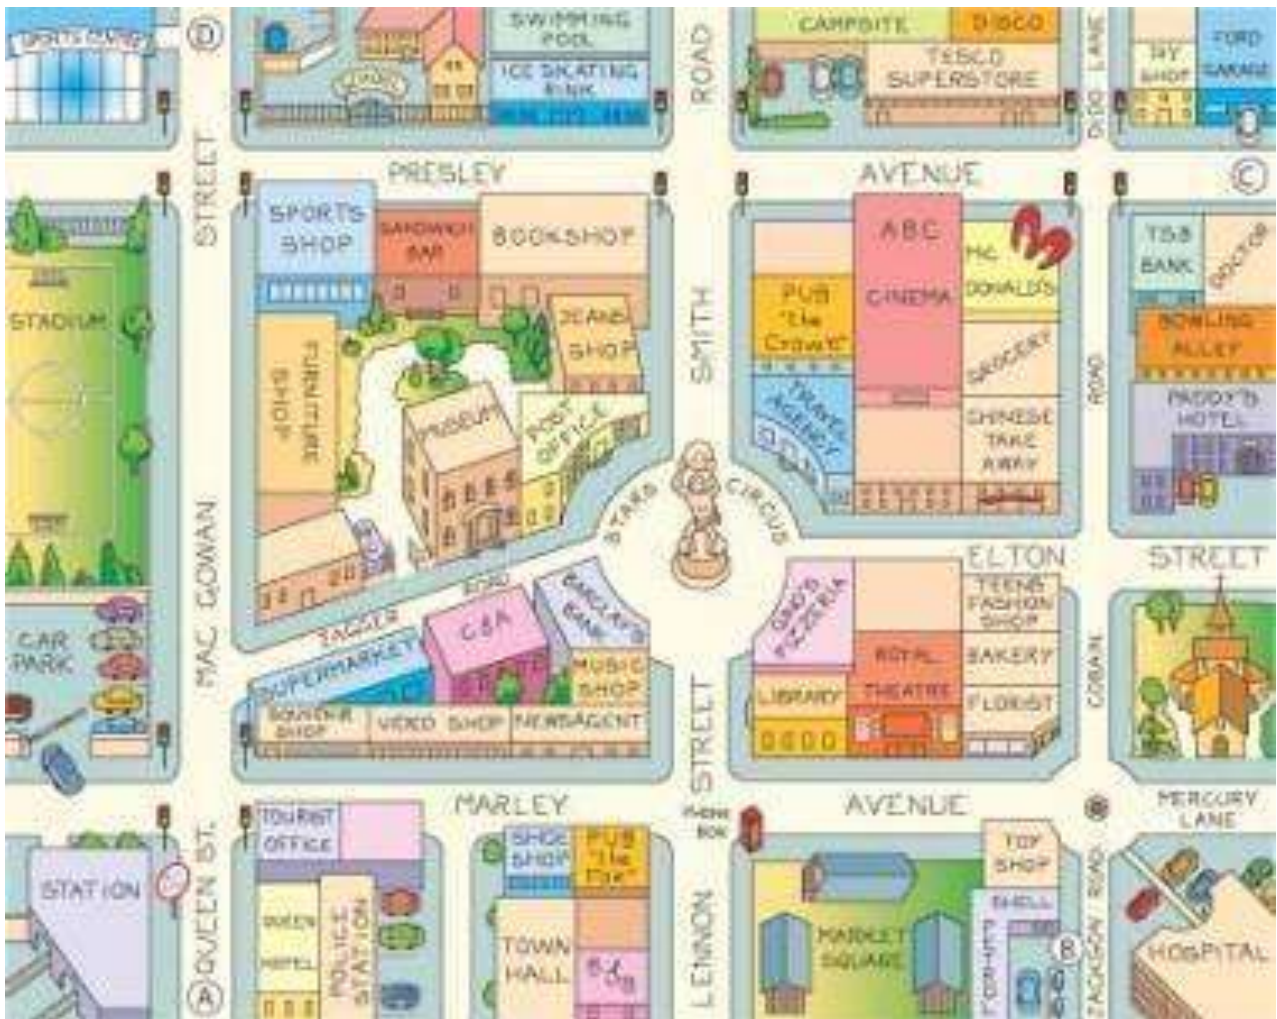 SPORTS CENTRE
D
SWIMMING
POOL
ICE SKATING
RINK
ROAD
CAMPSITE
DISCO
TESCO
SUPERSTORE
LANE
SHOP
FORD
GARAGE
STREET
PRESLEY
AVENUE
C
SPORTS
SHOP
SANDWICH
BAR
BOOKSHOP
JEANS
SHOP
STADIUM
FURNITURE
SHOP
MUSEUM
POST
OFFICE
SMITH
PUB
"the
Crown"
TRAVEL
AGENCY
ABC
CINEMA
MC
DONALD'S
GROCERY
CHINESE
TAKE
AWAY
ROAD
TSB
BANK
DOCTOR
BOWLING
ALLEY
PADDY'S
HOTEL
STARS CIRCUS
MAC GOWAN
JAGGER ROAD
ELTON
STREET
CAR
PARK
SUPERMARKET
C&A
BARCLAYS
BANK
MUSIC
SHOP
SOUVENIR
SHOP
VIDEO SHOP
NEWSAGENT
STREET
GINO'S
PIZZERIA
LIBRARY
ROYAL
THEATRE
TEENS
FASHION
SHOP
BAKERY
FLORIST
COBAIN
MARLEY
AVENUE
MERCURY
LANE
PHONE
BOX
STATION
QUEEN ST.
A
TOURIST
OFFICE
QUEEN
HOTEL
POLICE
STATION
SHOE
SHOP
PUB
"the
Fox"
TOWN
HALL
B&B
LENNON
MARKET
SQUARE
TOY
SHOP
SHELL
B
ROAD
HOSPITAL